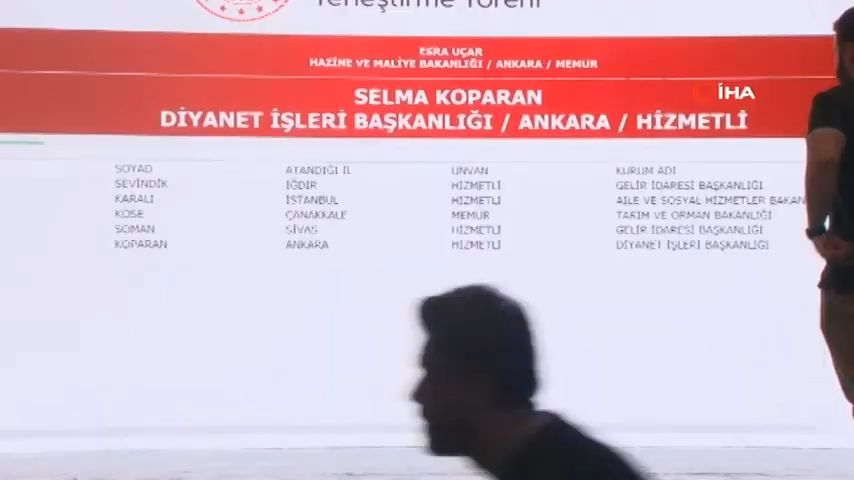 Yerleştirme Töreni
ESRA UÇAR
HAZİNE VE MALİYE BAKANLIĞI / ANKARA / MEMUR
SELMA KOPARAN
DİYANET İŞLERİ BAŞKANLIĞI / ANKARA / HİZMETLİ
İHA
SOYAD ATANDIĞI İL UNVAN KURUM ADI
SEVİNDİK IĞDIR HİZMETLİ GELİR İDARESİ BAŞKANLIĞI
KARALI İSTANBUL HİZMETLİ AİLE VE SOSYAL HİZMETLER BAKAN
KÖSE ÇANAKKALE MEMUR TARIM VE ORMAN BAKANLIĞI
SOMAN SİVAS HİZMETLİ GELİR İDARESİ BAŞKANLIĞI
KOPARAN ANKARA HİZMETLİ DİYANET İŞLERİ BAŞKANLIĞI